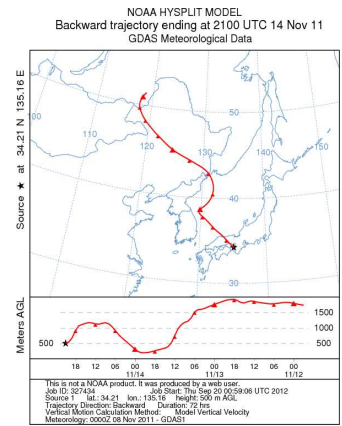 NOAA HYSPLIT MODEL
Backward trajectory ending at 2100 UTC 14 Nov 11
GDAS Meteorological Data
Source ★ at 34.21 N 135.16 E
100
110
120
130
140
150
50
40
30
Meters AGL
500
1500
1000
500
18 12 06 00 18 12 06 00 18 12 06 00
11/14 11/13 11/12
This is not a NOAA product. It was produced by a web user.
Job ID: 327434 Job Start: Thu Sep 20 00:59:06 UTC 2012
Source 1 lat.: 34.21 lon.: 135.16 height: 500 m AGL
Trajectory Direction: Backward Duration: 72 hrs
Vertical Motion Calculation Method: Model Vertical Velocity
Meteorology: 0000Z 08 Nov 2011 - GDAS1